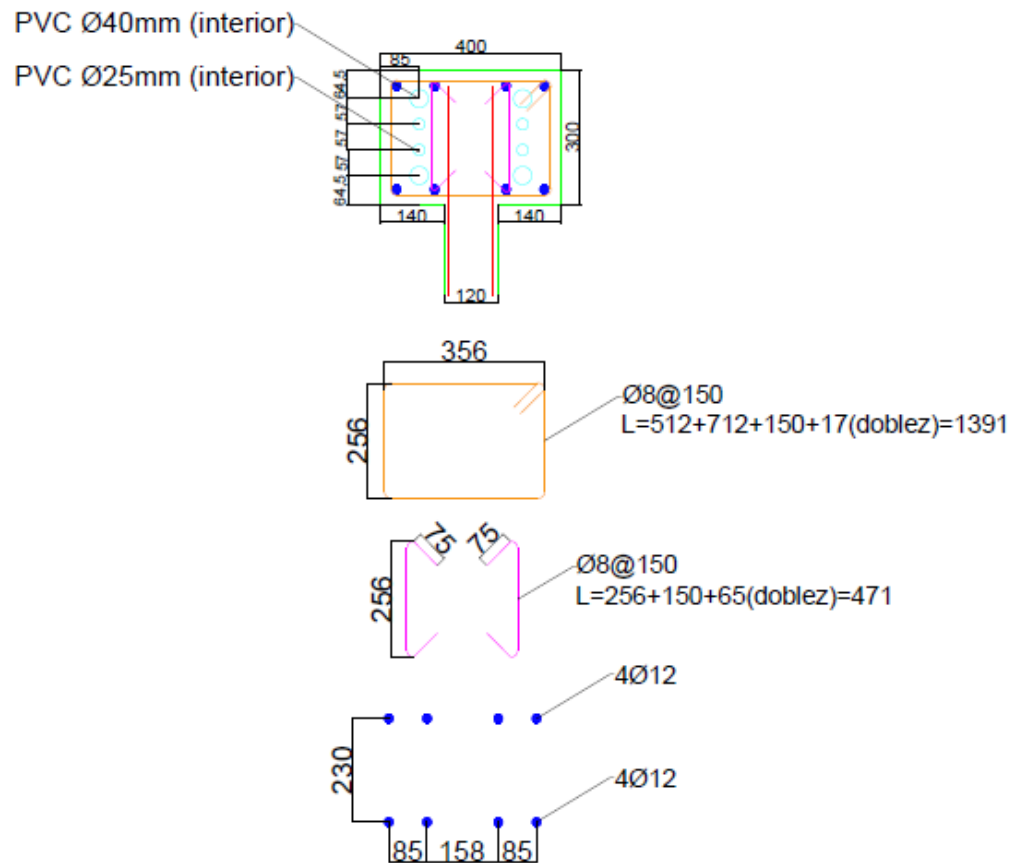 PVC Ø40mm (interior)
400
85
PVC Ø25mm (interior)
64.5
57
57
57
64.5
300
140
140
120
356
256
Ø8@150
L=512+712+150+17(doblez)=1391
75
75
256
Ø8@150
L=256+150+65(doblez)=471
4Ø12
230
4Ø12
85
158
85